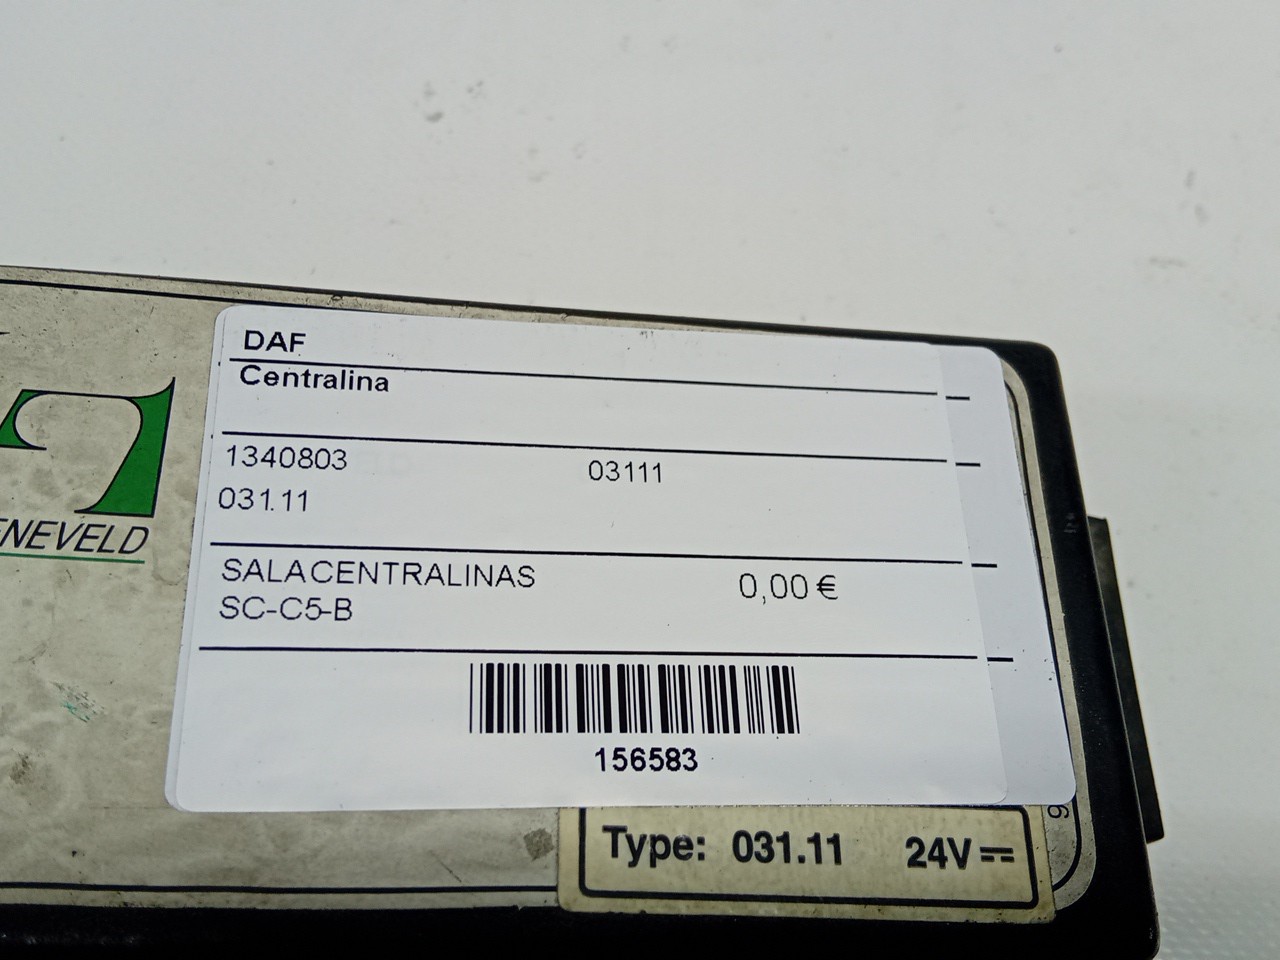 DAF
Centralina
1340803 03111
031.11
SALACENTRALINAS 0,00 €
SC-C5-B
156583
ENEVELD
Type: 031.11 24V